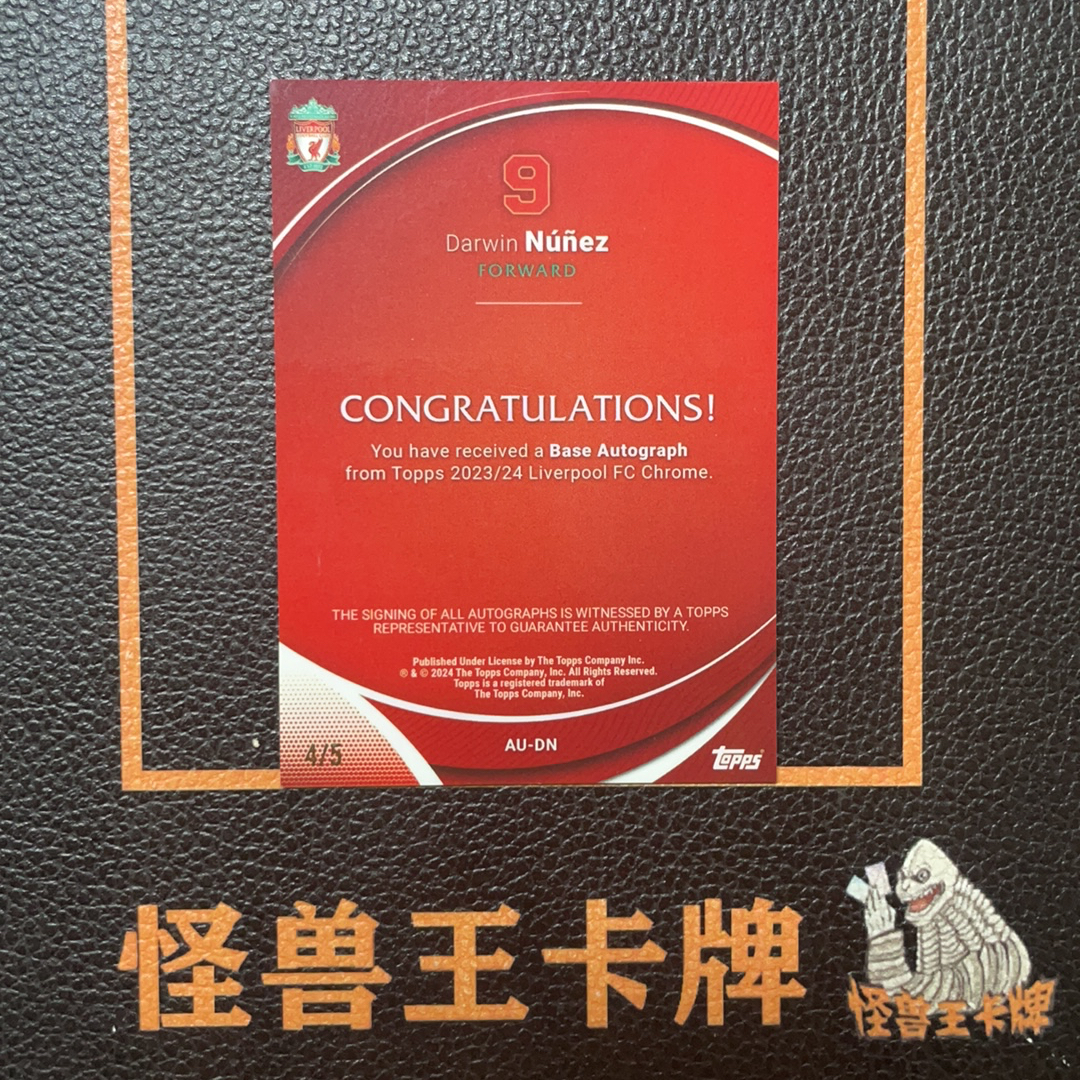 LIVERPOOL
9
Darwin Núñez
FORWARD
CONGRATULATIONS!
You have received a Base Autograph
from Topps 2023/24 Liverpool FC Chrome.
THE SIGNING OF ALL AUTOGRAPHS IS WITNESSED BY A TOPPS
REPRESENTATIVE TO GUARANTEE AUTHENTICITY.
Published Under License by The Topps Company Inc.
® & © 2024 The Topps Company, Inc. All Rights Reserved.
Topps is a registered trademark of
The Topps Company, Inc.
4/5
AU-DN
Topps
怪兽王卡牌
怪兽王卡牌